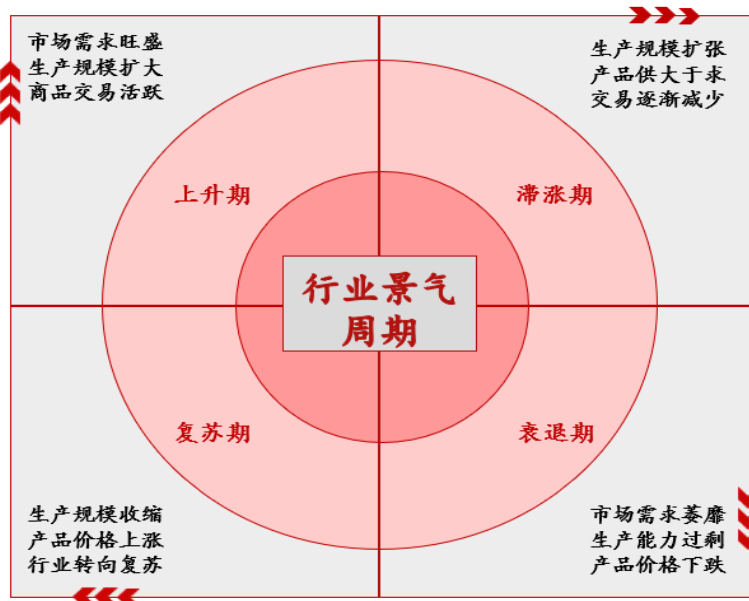 市场需求旺盛
生产规模扩大
商品交易活跃
生产规模扩张
产品供大于求
交易逐渐减少
上升期
滞涨期
行业景气
周期
复苏期
衰退期
生产规模收缩
产品价格上涨
行业转向复苏
市场需求萎靡
生产能力过剩
产品价格下跌